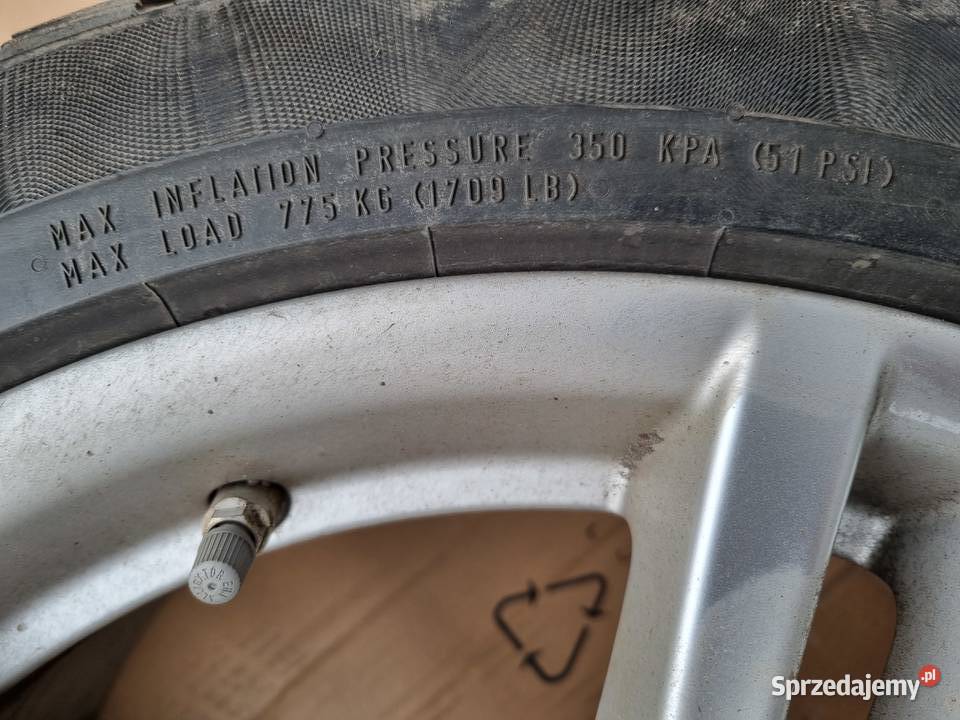 MAX INFLATION PRESSURE 350 KPA (51 PSI)
MAX LOAD 775 KG (1709 LB)
Sprzedajemy.pl